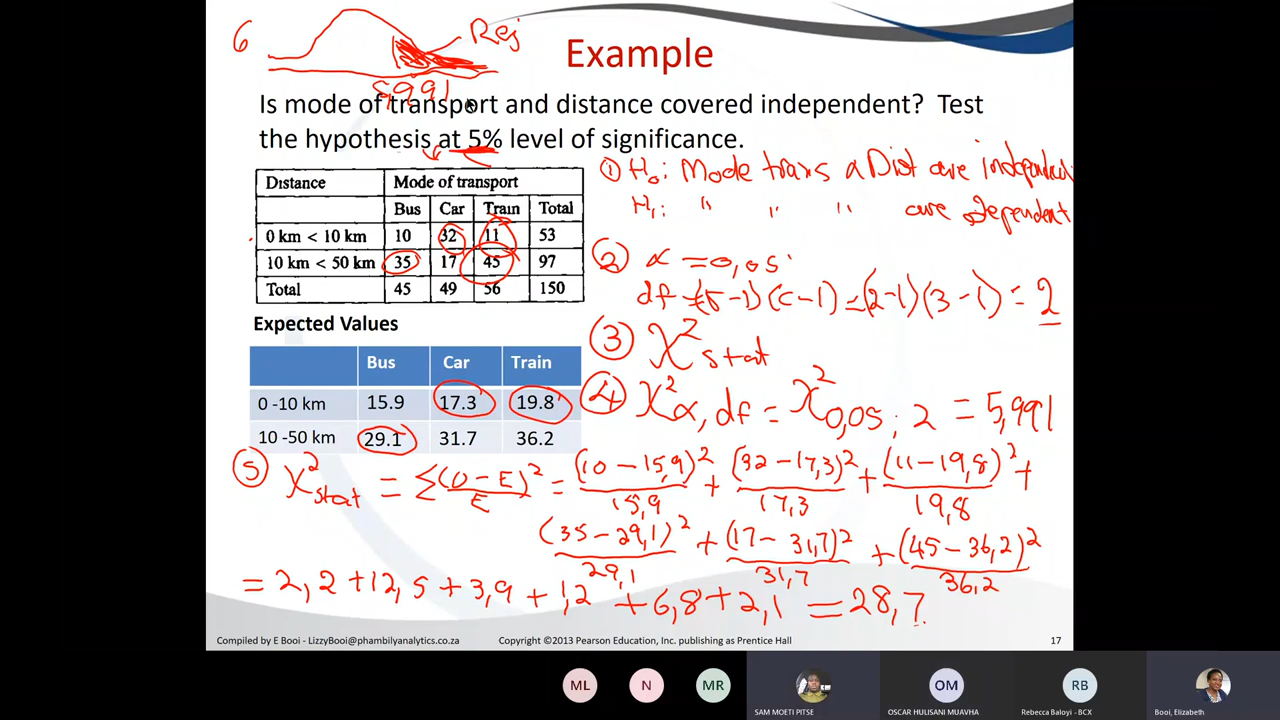 6
Rej
5,991
Example
Is mode of transport and distance covered independent? Test
the hypothesis at 5% level of significance.
Distance Mode of transport
Bus Car Train Total
0 km < 10 km 10 32 11 53
10 km < 50 km 35 17 45 97
Total 45 49 56 150
① H₀: Mode trans a Dist are
H₁: " " " are dependent
② α = 0,05
df = (r-1)(c-1) = (2-1)(3-1) = 2
Expected Values
Bus Car Train
0 -10 km 15.9 17.3 19.8
10 -50 km 29.1 31.7 36.2
③ χ² stat
④ χ² α, df = χ² 0,05; 2 = 5,991
⑤ χ² stat = Σ(O-E)²/E = (10-15,9)²/15,9 + (32-17,3)²/17,3 + (11-19,8)²/19,8 +
(35-29,1)²/29,1 + (17-31,7)²/31,7 + (45-36,2)²/36,2
= 2,2 + 12,5 + 3,9 + 1,2 + 6,8 + 2,1 = 28,7
Compiled by E Booi - LizzyBooi@phambilyanalytics.co.za Copyright ©2013 Pearson Education, Inc. publishing as Prentice Hall 17
ML N MR OM RB
SAM MOETI PITSE OSCAR HULISANI MUAVHA Rebecca Baloyi - BCX Booi, Elizabeth